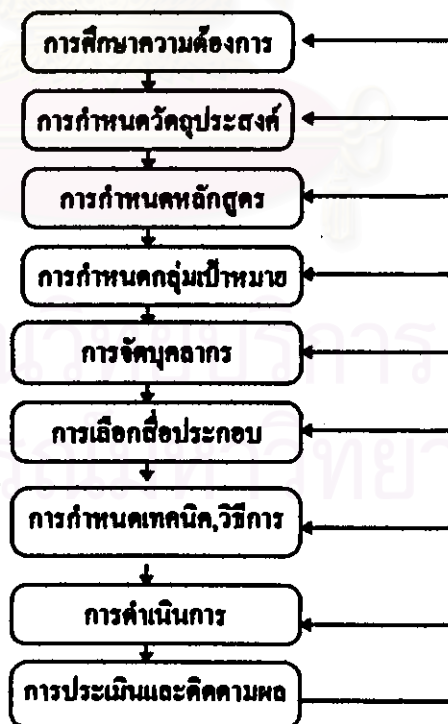 การศึกษาความต้องการ
การกำหนดวัตถุประสงค์
การกำหนดหลักสูตร
การกำหนดกลุ่มเป้าหมาย
การจัดบุคลากร
การเลือกสื่อประกอบ
การกำหนดเทคนิค,วิธีการ
การดำเนินการ
การประเมินและติดตามผล